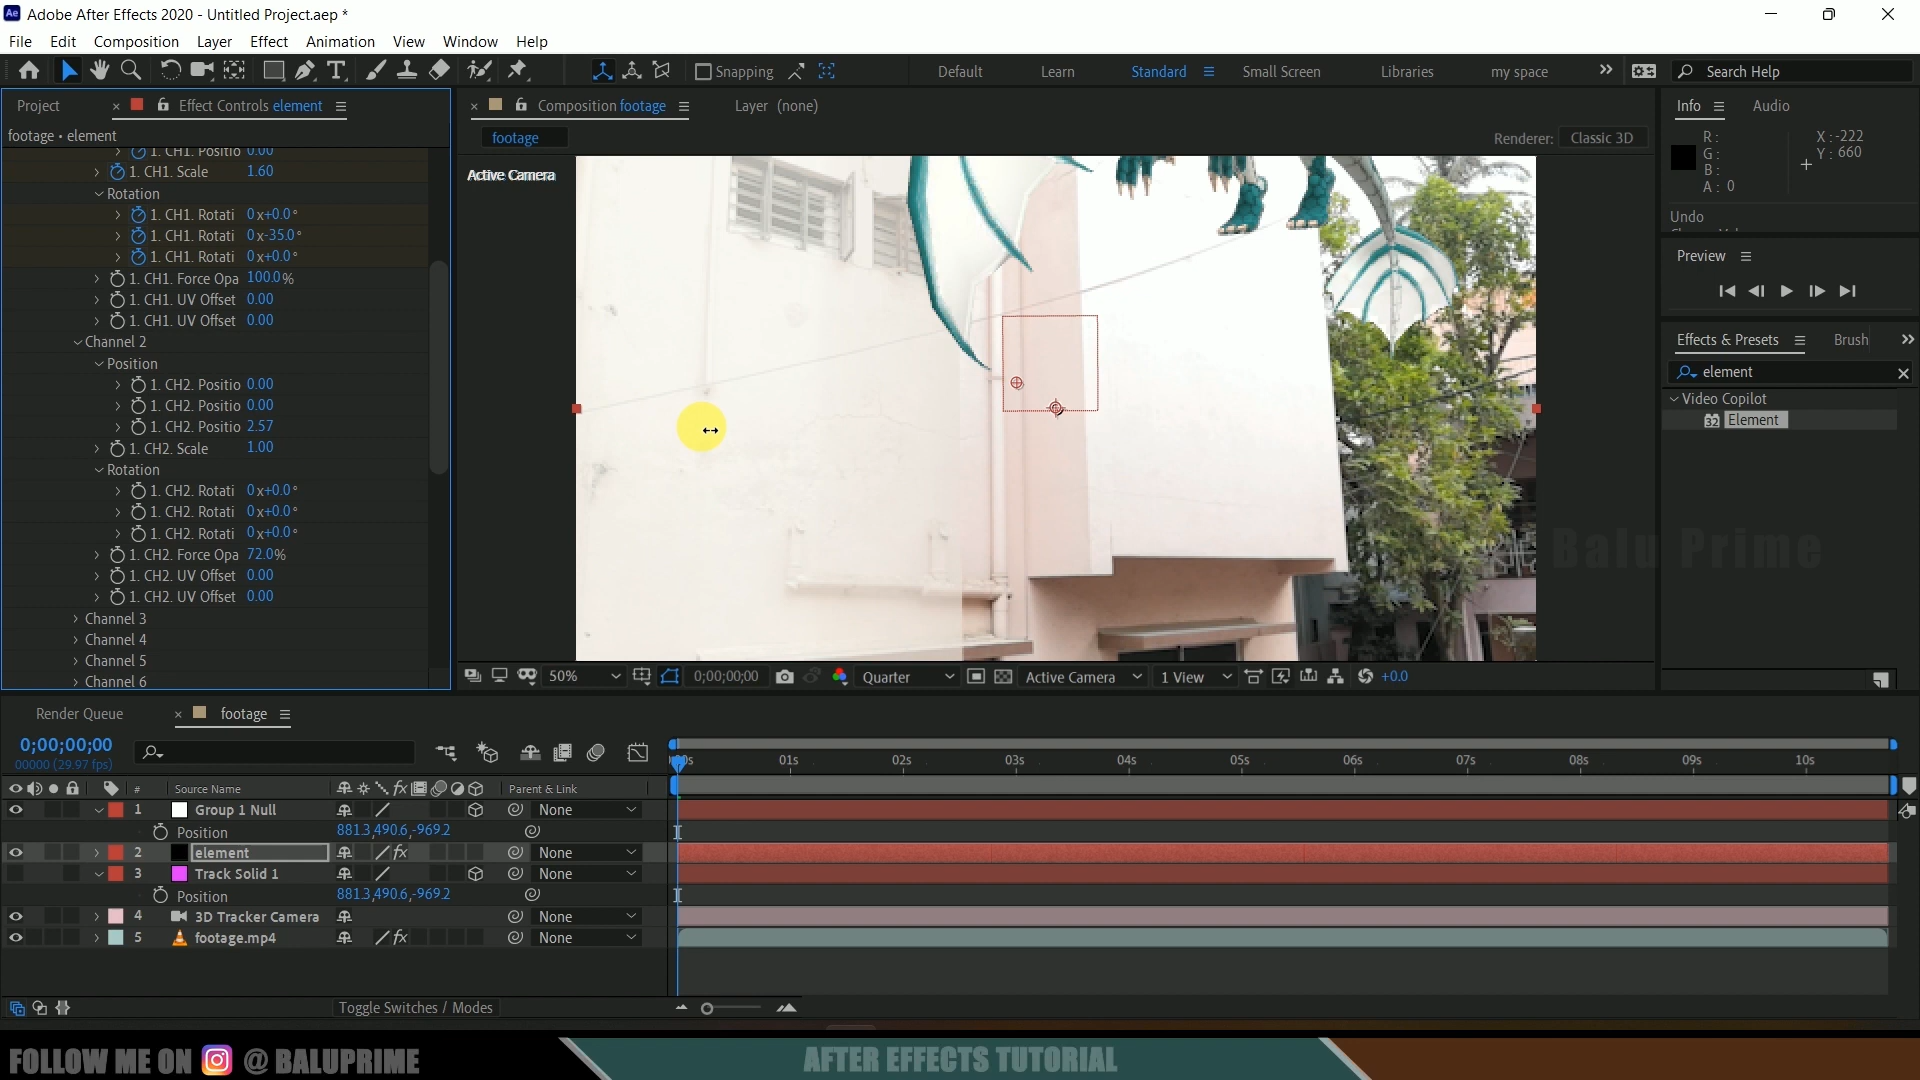 Adobe After Effects 2020 - Untitled Project.aep *
File Edit Composition Layer Effect Animation View Window Help
Snapping Default Learn Standard Small Screen Libraries my space Search Help
Project Effect Controls element
footage • element
1. CH1. Positio 0.00
1. CH1. Scale 1.60
Rotation
1. CH1. Rotati 0x+0.0°
1. CH1. Rotati 0x-35.0°
1. CH1. Rotati 0x+0.0°
1. CH1. Force Opa 100.0%
1. CH1. UV Offset 0.00
1. CH1. UV Offset 0.00
Channel 2
Position
1. CH2. Positio 0.00
1. CH2. Positio 0.00
1. CH2. Positio 2.57
1. CH2. Scale 1.00
Rotation
1. CH2. Rotati 0x+0.0°
1. CH2. Rotati 0x+0.0°
1. CH2. Rotati 0x+0.0°
1. CH2. Force Opa 72.0%
1. CH2. UV Offset 0.00
1. CH2. UV Offset 0.00
Channel 3
Channel 4
Channel 5
Channel 6
Composition footage Layer (none)
footage Renderer: Classic 3D
Active Camera
Balu Prime
50% 0;00;00;00 Quarter Active Camera 1 View +0.0
Info Audio
R : X : -222
G : Y : 660
B :
A : 0
Undo
Preview
Effects & Presets Brush
element
Video Copilot
32 Element
Render Queue footage
0;00;00;00
00000 (29.97 fps)
01s 02s 03s 04s 05s 06s 07s 08s 09s 10s
# Source Name fx Parent & Link
1 Group 1 Null None
Position 881.3,490.6,-969.2
2 element fx None
3 Track Solid 1 None
Position 881.3,490.6,-969.2
4 3D Tracker Camera None
5 footage.mp4 fx None
Toggle Switches / Modes
FOLLOW ME ON @ BALUPRIME
AFTER EFFECTS TUTORIAL